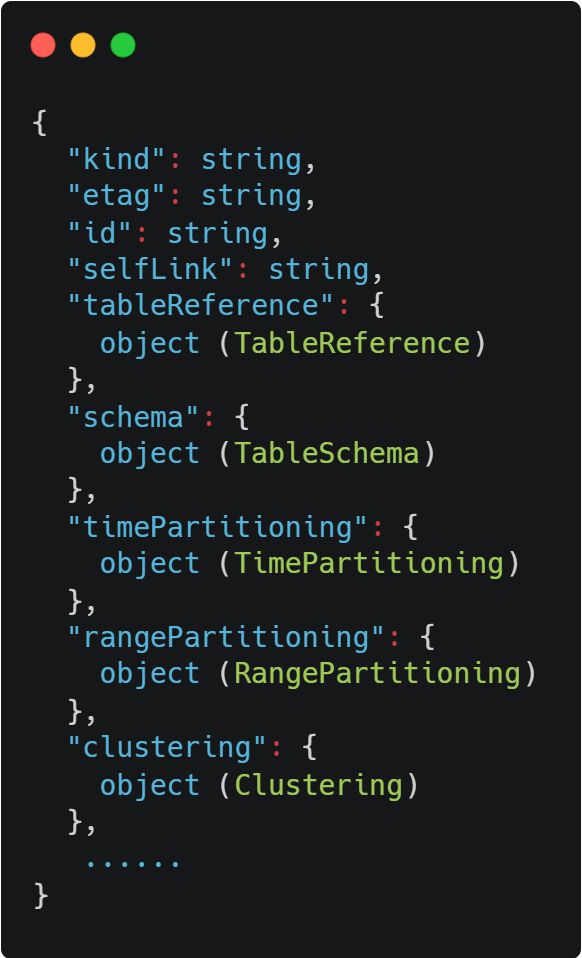 {
  "kind": string,
  "etag": string,
  "id": string,
  "selfLink": string,
  "tableReference": {
    object (TableReference)
  },
  "schema": {
    object (TableSchema)
  },
  "timePartitioning": {
    object (TimePartitioning)
  },
  "rangePartitioning": {
    object (RangePartitioning)
  },
  "clustering": {
    object (Clustering)
  },
   ......
}